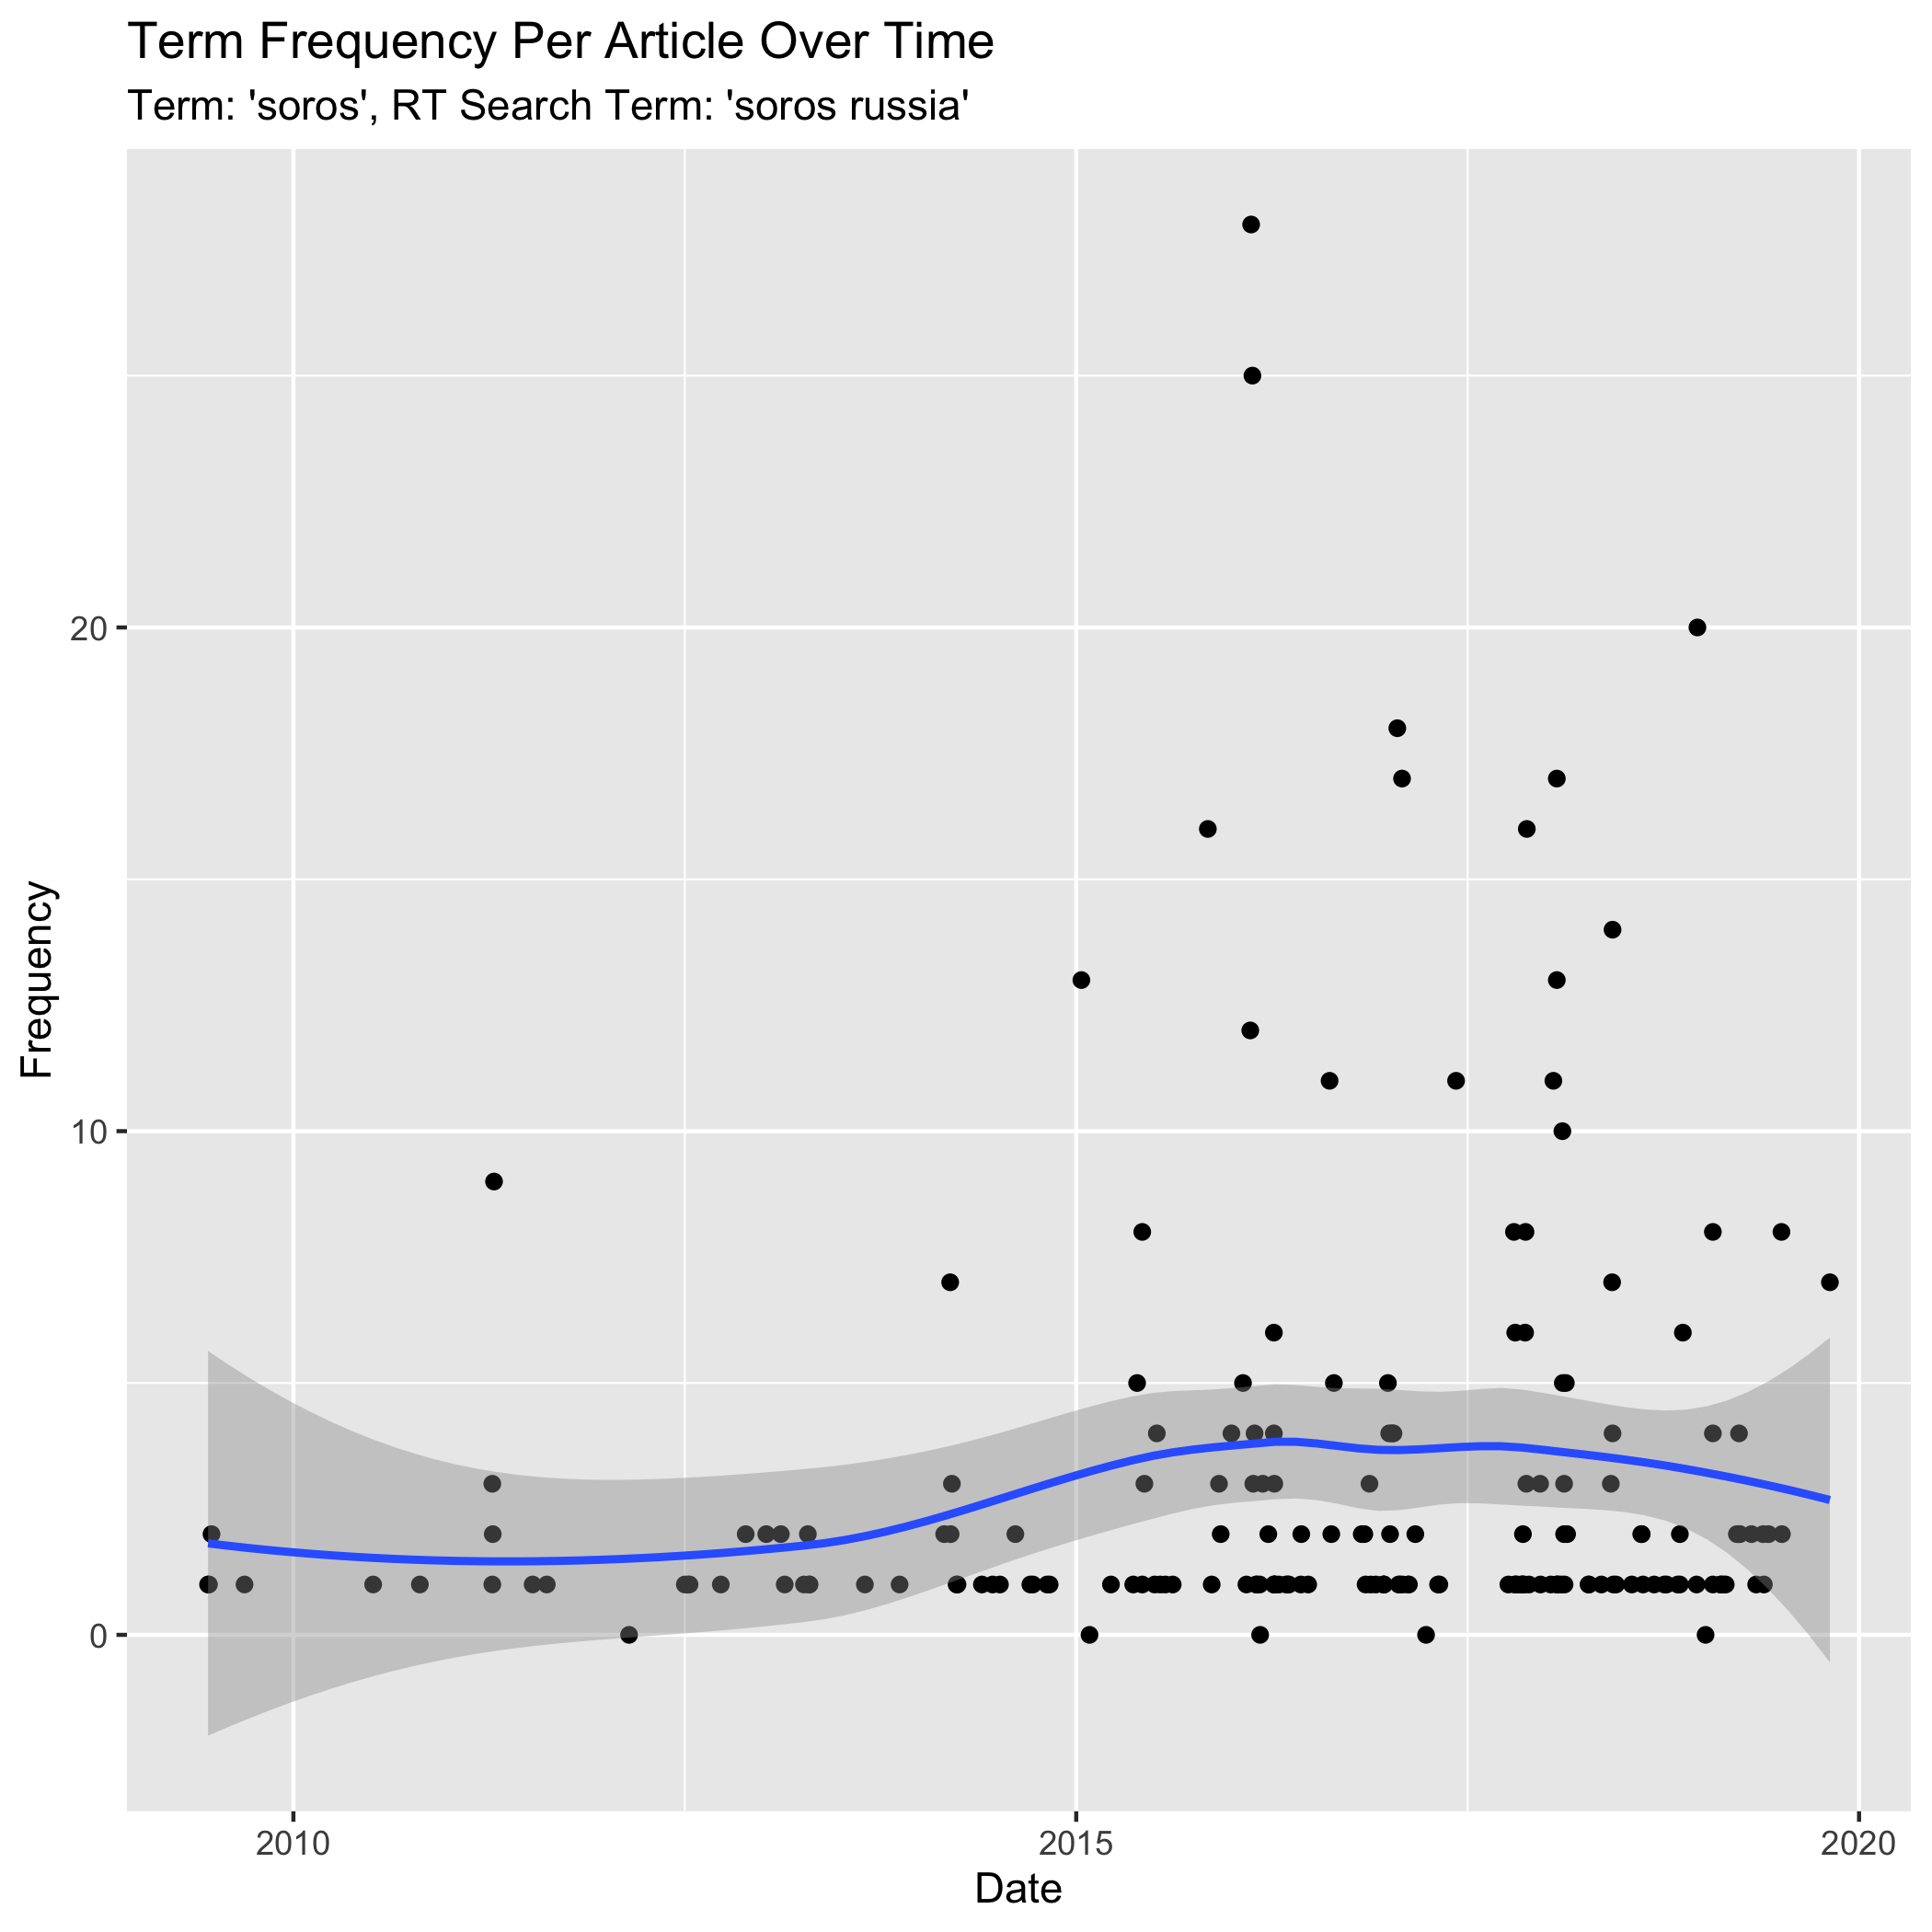 Term Frequency Per Article Over Time
Term: 'soros', RT Search Term: 'soros russia'
Frequency
20
10
0
2010
2015
2020
Date